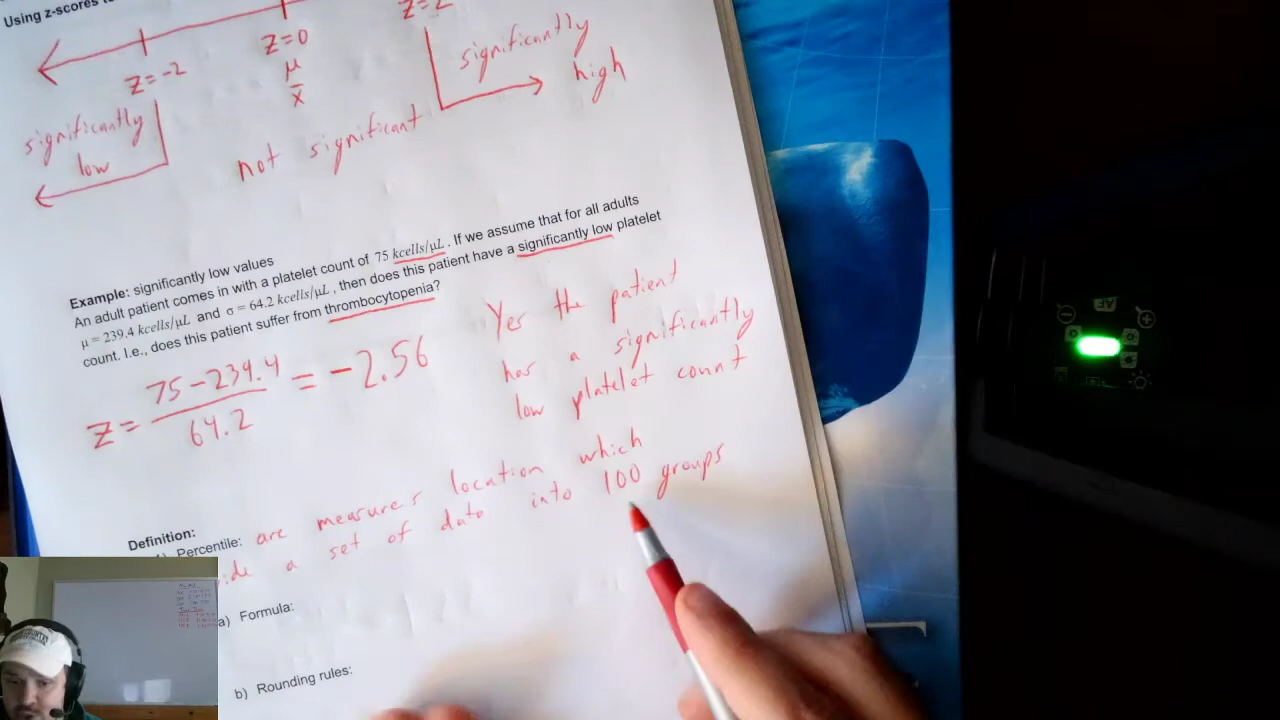 Using z-scores
z=2
z=-2
z=0
μ
x̄
significantly
high
significantly
low
not significant
Example: significantly low values
An adult patient comes in with a platelet count of 75 kcells/μL. If we assume that for all adults
μ = 239.4 kcells/μL and σ = 64.2 kcells/μL, then does this patient have a significantly low platelet
count. I.e., does this patient suffer from thrombocytopenia?
z = (75-239.4)/64.2 = -2.56
Yes the patient
has a significantly
low platelet count
Definition:
Percentile: are measures location which
a set of data into 100 groups
a) Formula:
b) Rounding rules: